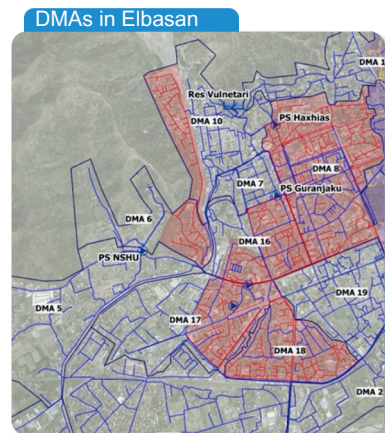 DMAs in Elbasan
DMA 1
Res Vulnetari
PS Haxhias
DMA 10
DMA 8
DMA 7
PS Guranjaku
DMA 6
DMA 16
PS NSHU
DMA 19
DMA 5
DMA 17
DMA 18
DMA 2